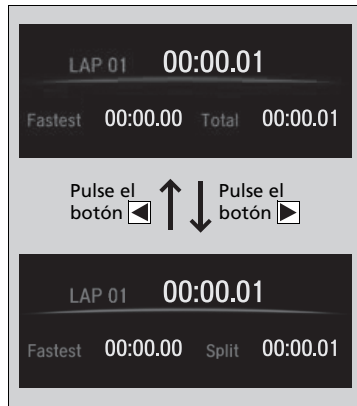 LAP 01 00:00.01
Fastest 00:00.00 Total 00:00.01
Pulse el
botón ◀
Pulse el
botón ▶
LAP 01 00:00.01
Fastest 00:00.00 Split 00:00.01